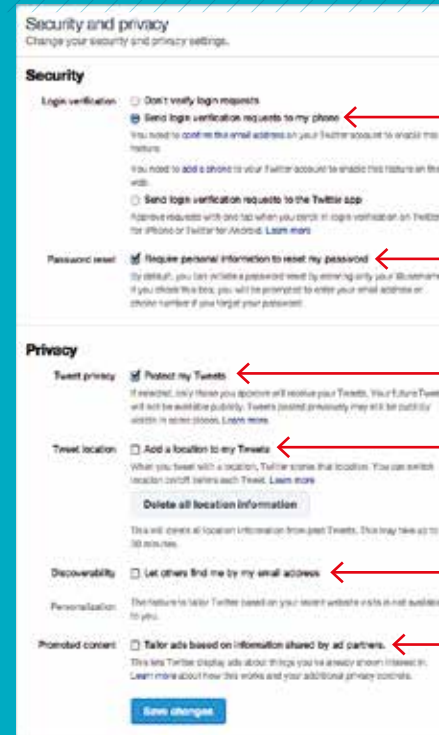 Security and privacy
Change your security and privacy settings.
Security
Login verification
Don't verify login requests
Send login verification requests to my phone
You need to confirm the email address on your Twitter account to enable this
feature.
You need to add a phone to your Twitter account to enable this feature on the
web.
Send login verification requests to the Twitter app
Approve requests with one tap when you enroll in login verification on Twitter
for iPhone or Twitter for Android. Learn more
Password reset
Require personal information to reset my password
By default, you can initiate a password reset by entering only your @username.
If you check this box, you will be prompted to enter your email address or
phone number if you forget your password.
Privacy
Tweet privacy
Protect my Tweets
If selected, only those you approve will receive your Tweets. Your future Tweets
will not be available publicly. Tweets posted previously may still be publicly
visible in some places. Learn more
Tweet location
Add a location to my Tweets
When you tweet with a location, Twitter stores that location. You can switch
location on/off before each Tweet. Learn more
Delete all location information
This will delete all location information from past Tweets. This may take up to
30 minutes.
Discoverability
Let others find me by my email address
Personalization
The feature to tailor Twitter based on your recent website visits is not available
to you.
Promoted content
Tailor ads based on information shared by ad partners.
This lets Twitter display ads about things you've already shown interest in.
Learn more about how this works and your additional privacy controls.
Save changes